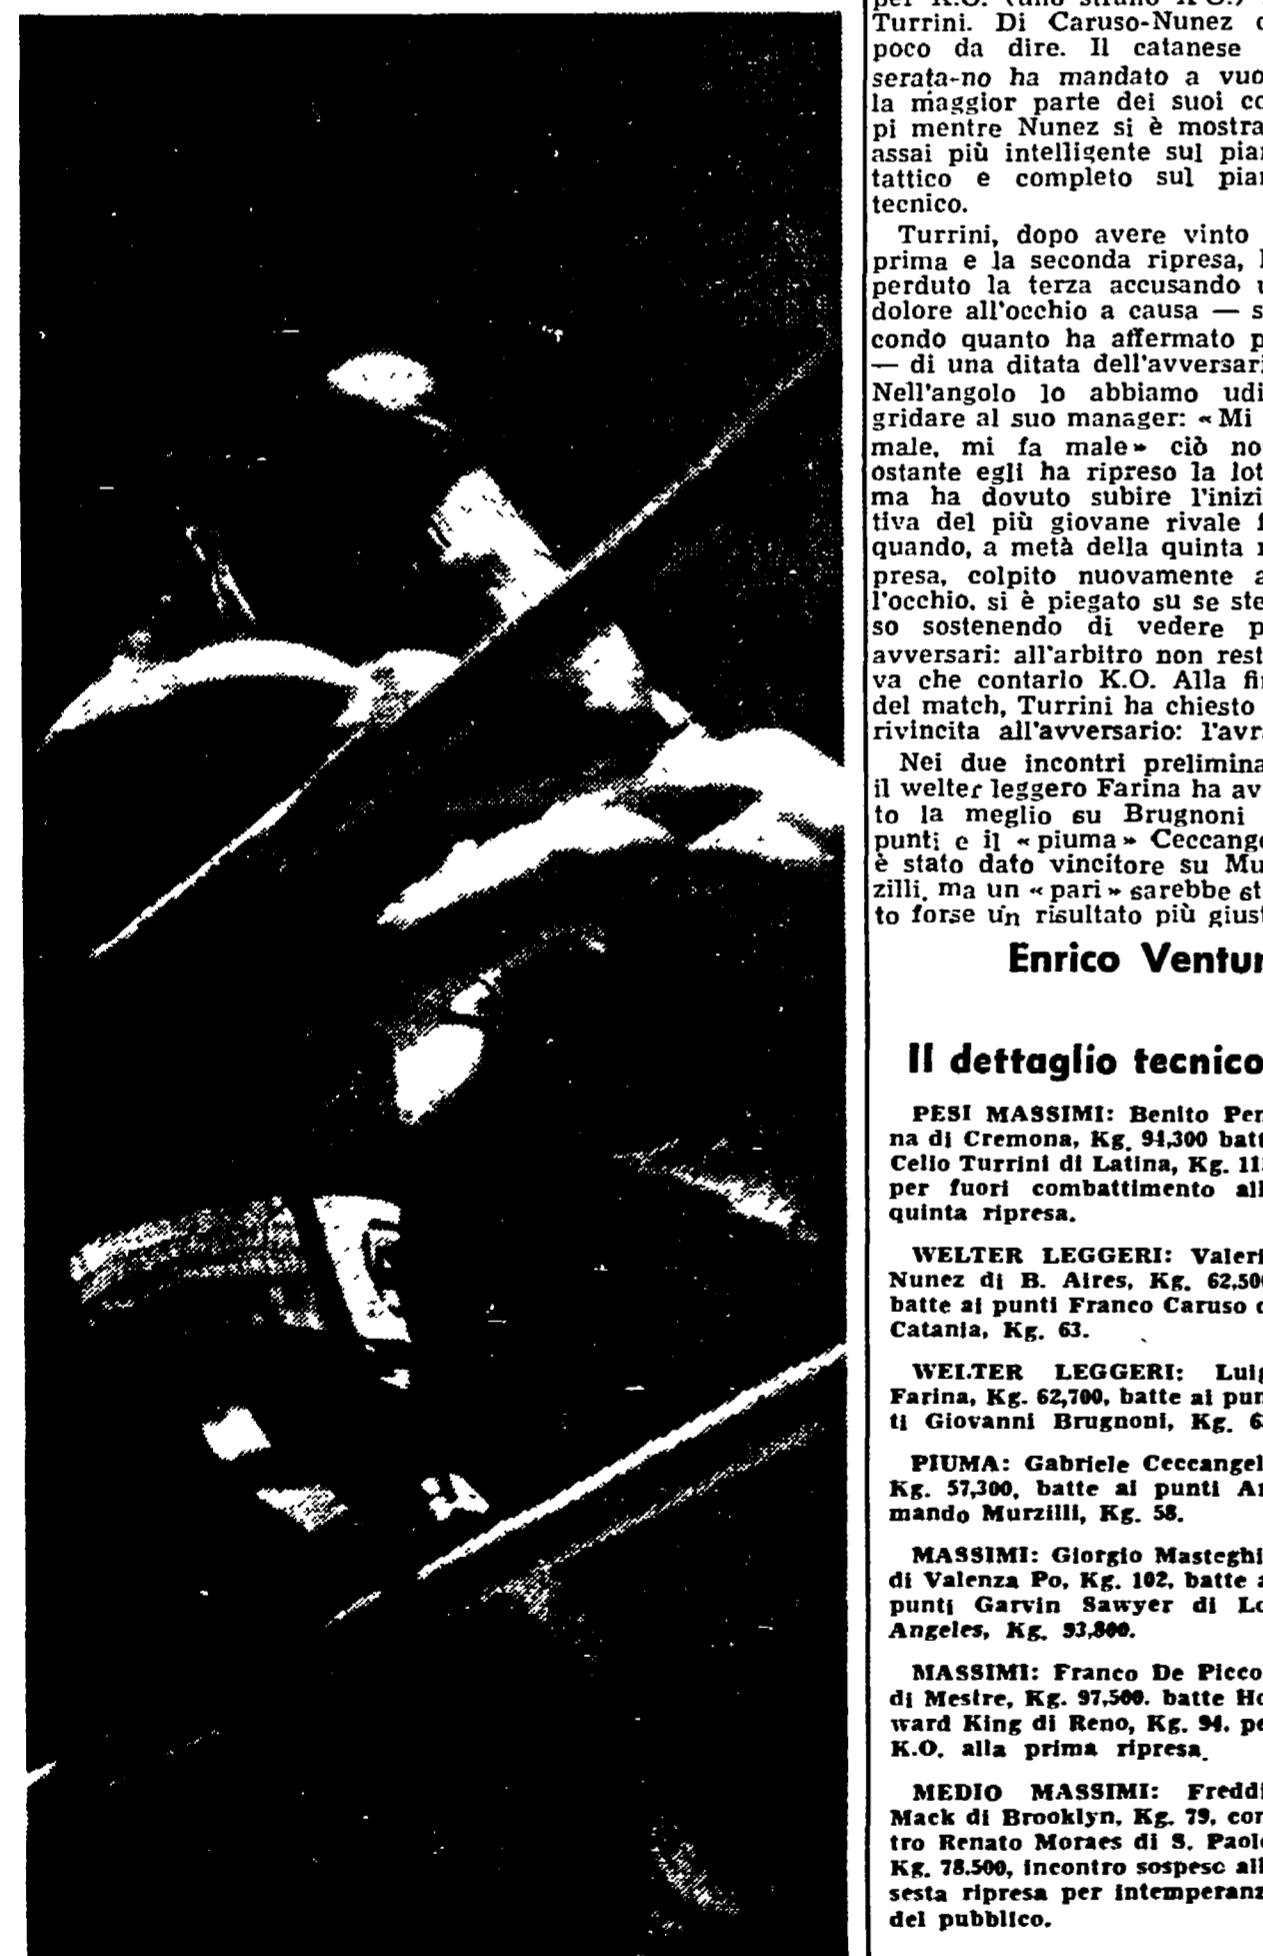 per K.O. (uno strano K O.)
Turrini. Di Caruso-Nunez c
poco da dire. Il catanese
serata-no ha mandato a vuo
la maggior parte dei suoi co
pi mentre Nunez si è mostra
assai più intelligente sul pian
tattico e completo sul pian
tecnico.
Turrini, dopo avere vinto
prima e la seconda ripresa, h
perduto la terza accusando u
dolore all'occhio a causa — s
condo quanto ha affermato p
— di una ditata dell'avversari
Nell'angolo lo abbiamo udi
gridare al suo manager: «Mi
male, mi fa male» ciò no
ostante egli ha ripreso la lot
ma ha dovuto subire l'inizi
tiva del più giovane rivale f
quando, a metà della quinta r
presa, colpito nuovamente a
l'occhio, si è piegato su se ste
so sostenendo di vedere p
avversari: all'arbitro non rest
va che contarlo K.O. Alla fi
del match, Turrini ha chiesto
rivincita all'avversario: l'avr
Nei due incontri prelimina
il welter leggero Farina ha av
to la meglio su Brugnoni
punti e il «piuma» Ceccange
è stato dato vincitore su Mu
zilli, ma un «pari» sarebbe st
to forse un risultato più giust
Enrico Ventur
Il dettaglio tecnico
PESI MASSIMI: Benito Pen
na di Cremona, Kg. 94,300 batt
Cello Turrini di Latina, Kg. 11
per fuori combattimento all
quinta ripresa.
WELTER LEGGERI: Valeri
Nunez di B. Aires, Kg. 62,500
batte ai punti Franco Caruso d
Catania, Kg. 63.
WELTER LEGGERI: Luig
Farina, Kg. 62,700, batte ai pun
ti Giovanni Brugnoni, Kg. 6
PIUMA: Gabriele Ceccangel
Kg. 57,300, batte ai punti Ar
mando Murzilli, Kg. 58.
MASSIMI: Giorgio Masteghi
di Valenza Po, Kg. 102, batte a
punti Garvin Sawyer di Lo
Angeles, Kg. 93,800.
MASSIMI: Franco De Picco
di Mestre, Kg. 97,500. batte Ho
ward King di Reno, Kg. 94. pe
K.O. alla prima ripresa.
MEDIO MASSIMI: Freddi
Mack di Brooklyn, Kg. 79, con
tro Renato Moraes di S. Paolo
Kg. 78.500, incontro sospeso all
sesta ripresa per intemperanz
del pubblico.